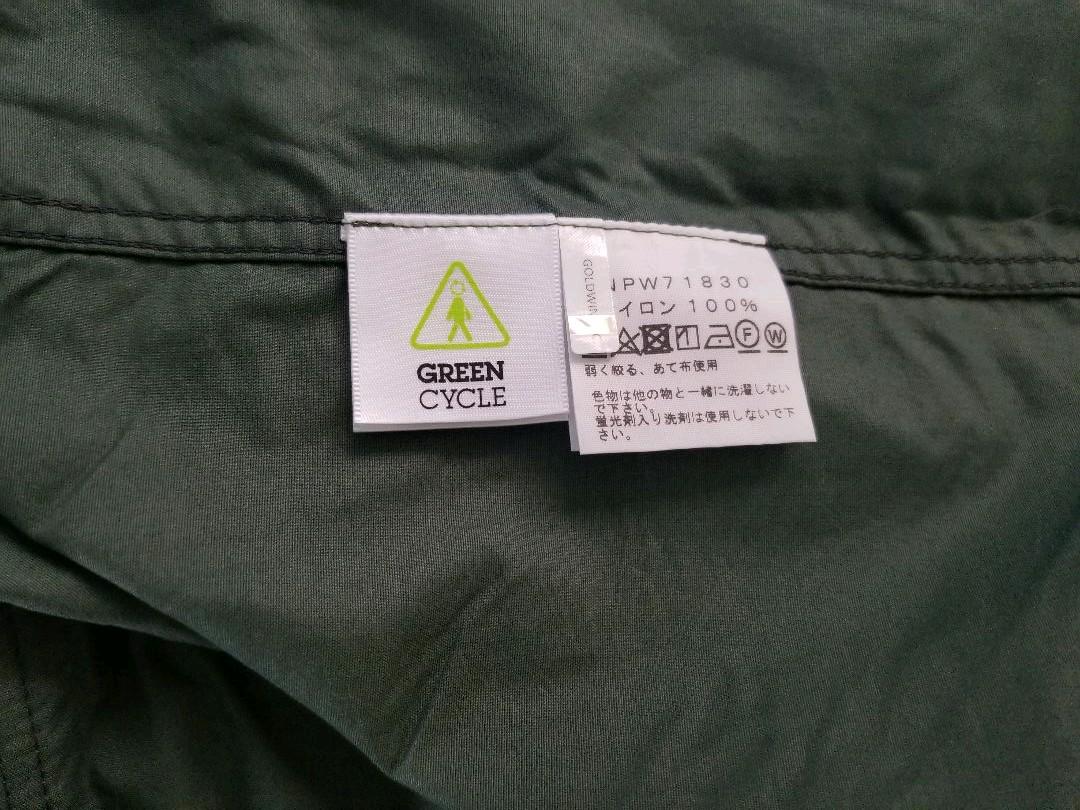 GREEN
CYCLE
GOLDWIN
NPW71830
イロン 100%
F W
弱く絞る、あて布使用
色物は他の物と一緒に洗濯しない
で下さい。
蛍光剤入り洗剤は使用しないで下
さい。